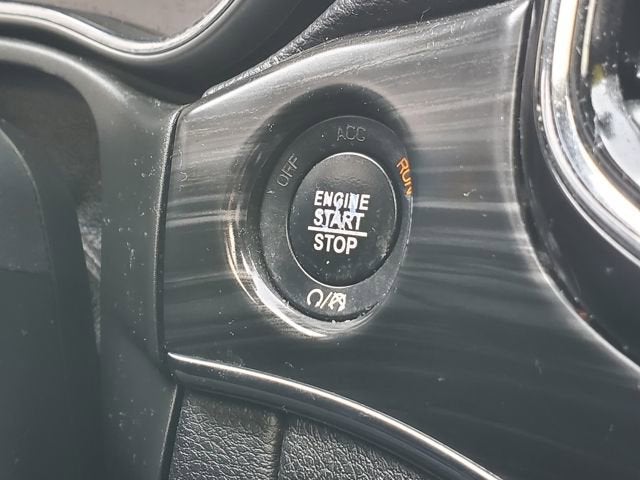 OFF
ACC
RUN
ENGINE
START
STOP